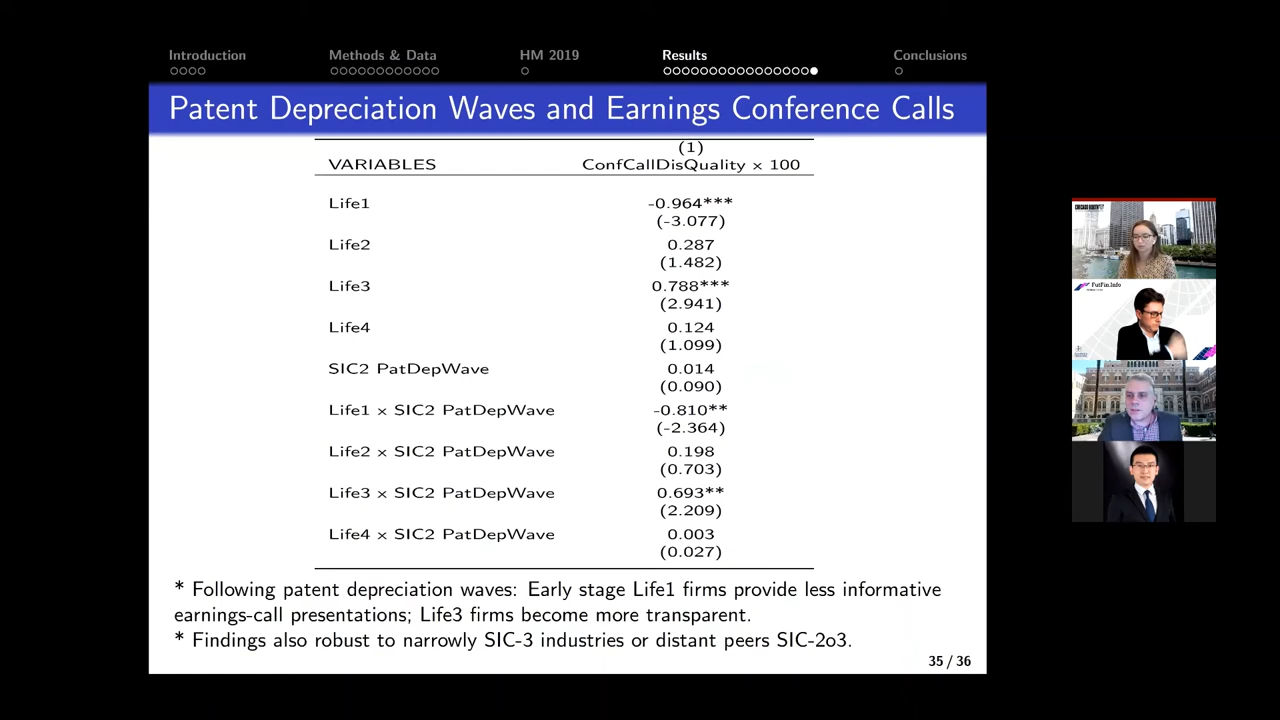 Introduction
Methods & Data
HM 2019
Results
Conclusions
Patent Depreciation Waves and Earnings Conference Calls
(1)
VARIABLES ConfCallDisQuality × 100
Life1 -0.964***
(-3.077)
Life2 0.287
(1.482)
Life3 0.788***
(2.941)
Life4 0.124
(1.099)
SIC2 PatDepWave 0.014
(0.090)
Life1 × SIC2 PatDepWave -0.810**
(-2.364)
Life2 × SIC2 PatDepWave 0.198
(0.703)
Life3 × SIC2 PatDepWave 0.693**
(2.209)
Life4 × SIC2 PatDepWave 0.003
(0.027)
* Following patent depreciation waves: Early stage Life1 firms provide less informative
earnings-call presentations; Life3 firms become more transparent.
* Findings also robust to narrowly SIC-3 industries or distant peers SIC-2o3.
35 / 36
CHICAGO BOOTH
FutFin.Info